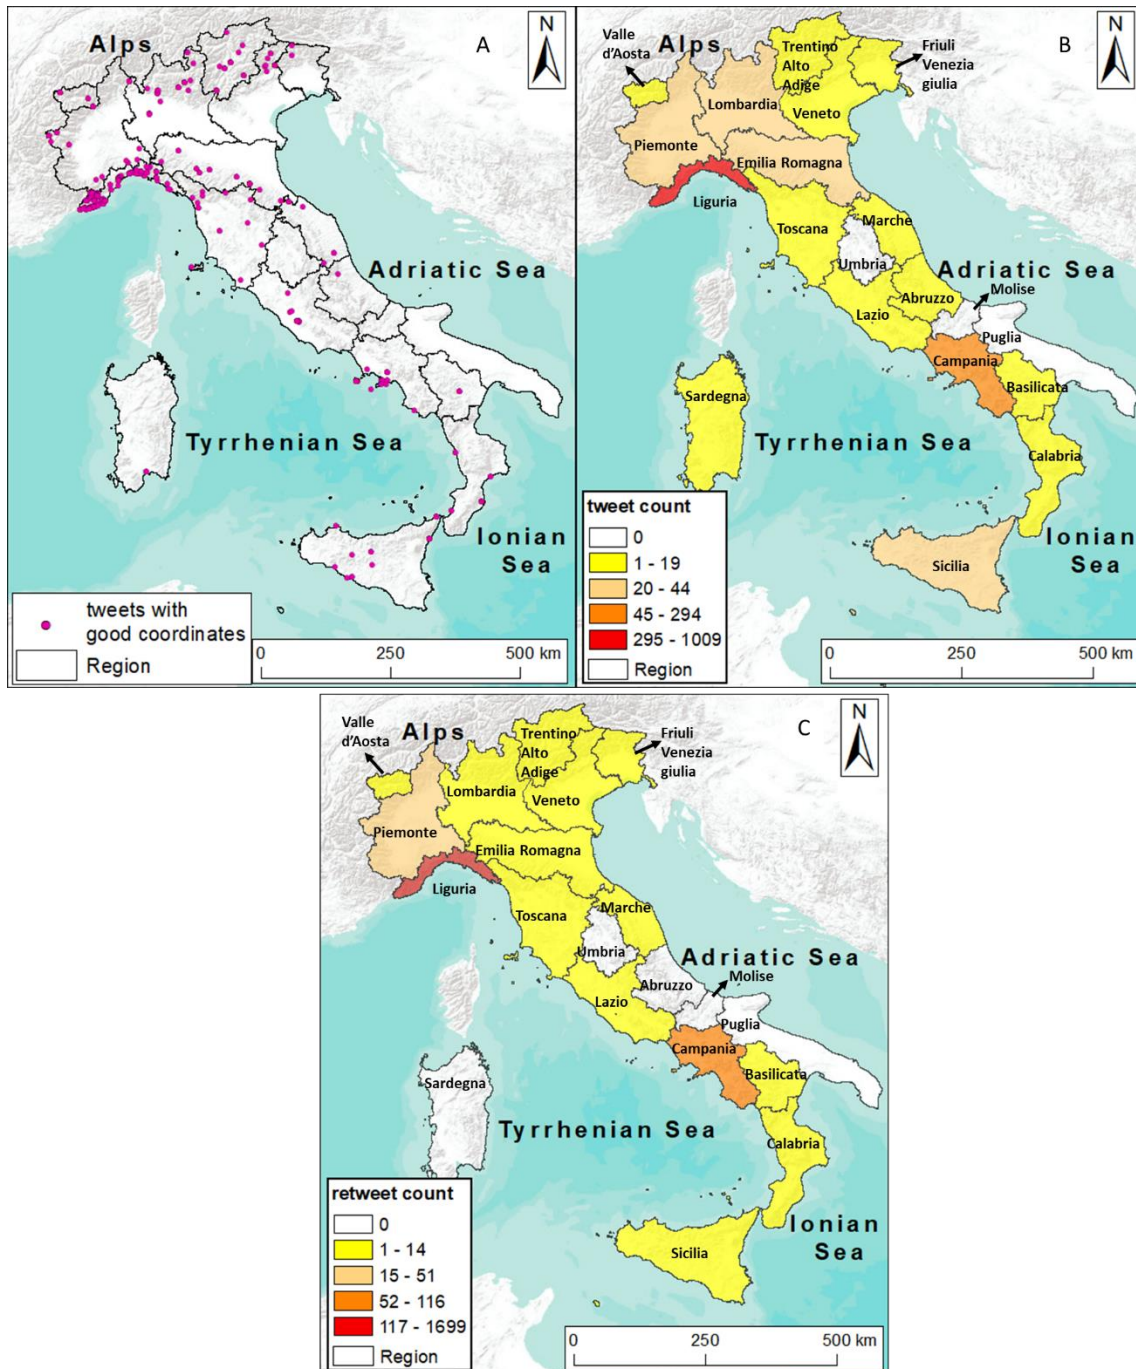 Alps
A
N
Adriatic Sea
Tyrrhenian Sea
Ionian
Sea
tweets with
good coordinates
Region
0 250 500 km
Valle
d'Aosta
Alps
B
N
Trentino
Alto
Adige
Friuli
Venezia
giulia
Lombardia
Veneto
Piemonte
Emilia Romagna
Liguria
Toscana
Marche
Umbria
Adriatic Sea
Molise
Abruzzo
Lazio
Puglia
Campania
Basilicata
Sardegna
Tyrrhenian Sea
Calabria
Ionian
Sea
Sicilia
tweet count
0
1 - 19
20 - 44
45 - 294
295 - 1009
Region
0 250 500 km
Valle
d'Aosta
Alps
C
N
Trentino
Alto
Adige
Friuli
Venezia
giulia
Lombardia
Veneto
Piemonte
Emilia Romagna
Liguria
Toscana
Marche
Umbria
Adriatic Sea
Molise
Abruzzo
Lazio
Puglia
Campania
Basilicata
Sardegna
Tyrrhenian Sea
Calabria
Ionian
Sea
Sicilia
retweet count
0
1 - 14
15 - 51
52 - 116
117 - 1699
Region
0 250 500 km